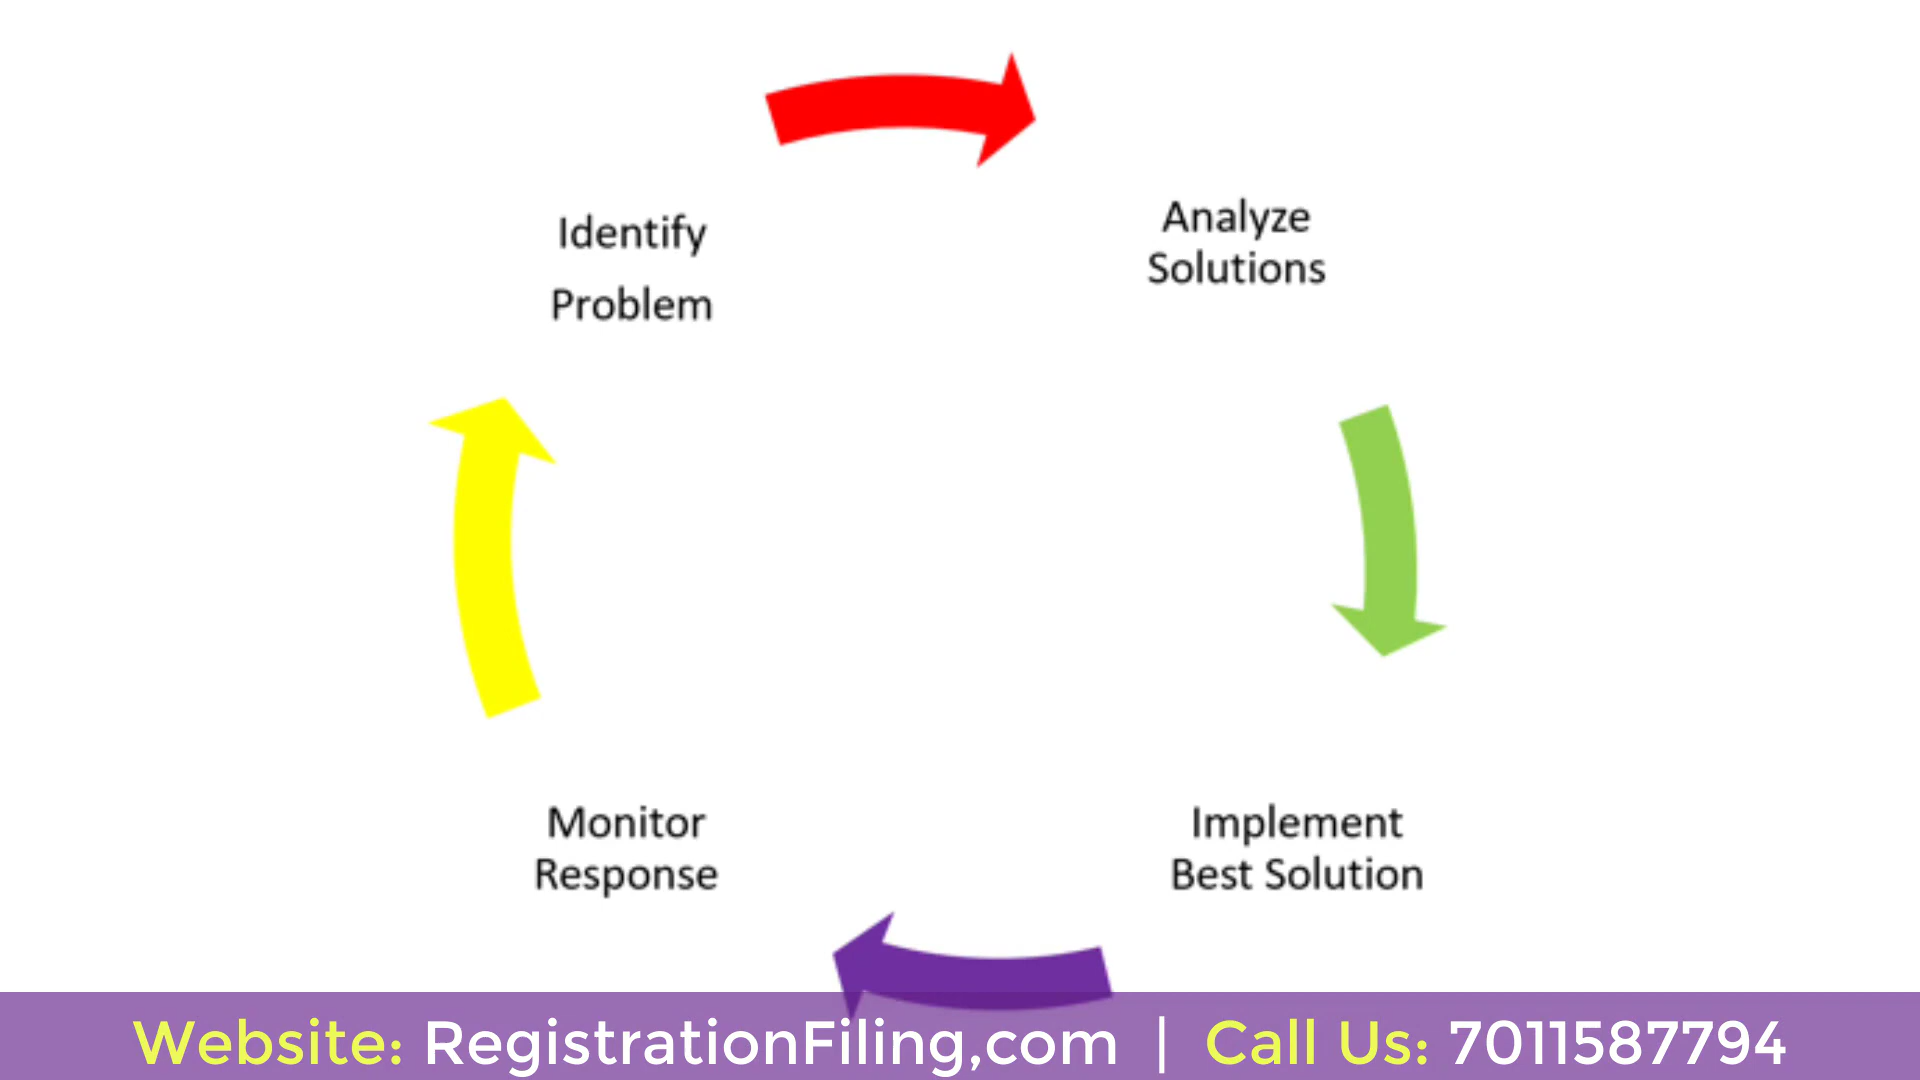 Identify
Problem
Analyze
Solutions
Monitor
Response
Implement
Best Solution
Website: RegistrationFiling,com | Call Us: 7011587794